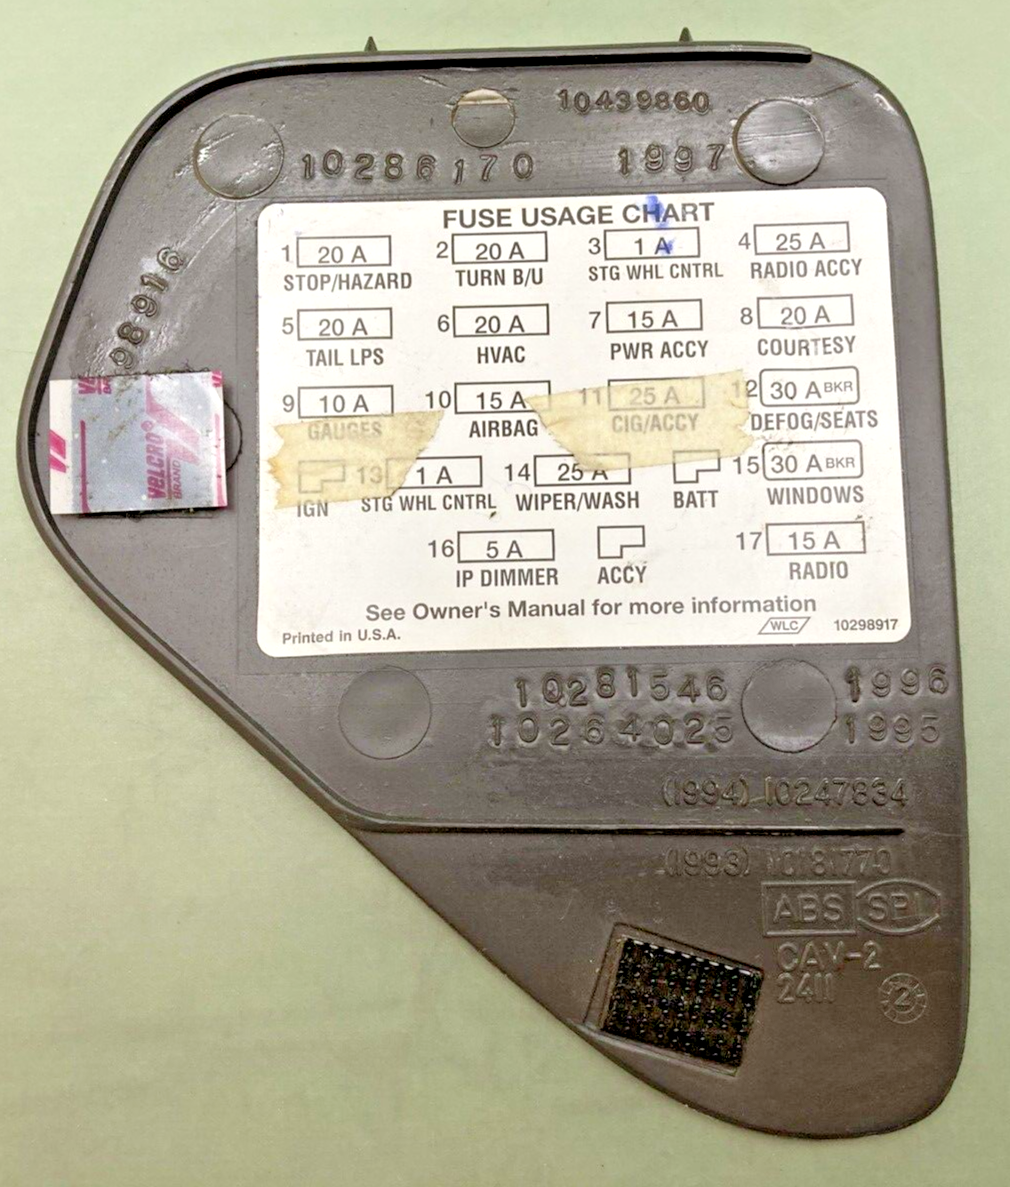 10439860
10286170 1997
98916
FUSE USAGE CHART
1 20 A 2 20 A 3 1 A 4 25 A
STOP/HAZARD TURN B/U STG WHL CNTRL RADIO ACCY
5 20 A 6 20 A 7 15 A 8 20 A
TAIL LPS HVAC PWR ACCY COURTESY
9 10 A 10 15 A 11 25 A 12 30 A BKR
GAUGES AIRBAG CIG/ACCY DEFOG/SEATS
13 1 A 14 25 A 15 30 A BKR
IGN STG WHL CNTRL WIPER/WASH BATT WINDOWS
16 5 A 17 15 A
IP DIMMER ACCY RADIO
See Owner's Manual for more information
Printed in U.S.A. WLC 10298917
VELCRO®
BRAND
10281546 1996
10264025 1995
(1994) 10247834
(1993) 10181770
ABS SPI
CAV-2
2411 2